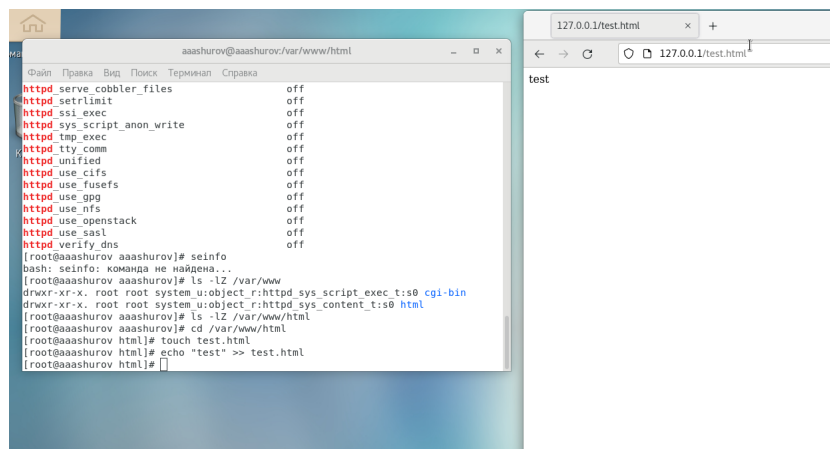 aaashurov@aaashurov:/var/www/html
Файл Правка Вид Поиск Терминал Справка
httpd_serve_cobbler_files off
httpd_setrlimit off
httpd_ssi_exec off
httpd_sys_script_anon_write off
httpd_tmp_exec off
httpd_tty_comm off
httpd_unified off
httpd_use_cifs off
httpd_use_fusefs off
httpd_use_gpg off
httpd_use_nfs off
httpd_use_openstack off
httpd_use_sasl off
httpd_verify_dns off
[root@aaashurov aaashurov]# seinfo
bash: seinfo: команда не найдена...
[root@aaashurov aaashurov]# ls -lZ /var/www
drwxr-xr-x. root root system_u:object_r:httpd_sys_script_exec_t:s0 cgi-bin
drwxr-xr-x. root root system_u:object_r:httpd_sys_content_t:s0 html
[root@aaashurov aaashurov]# ls -lZ /var/www/html
[root@aaashurov aaashurov]# cd /var/www/html
[root@aaashurov html]# touch test.html
[root@aaashurov html]# echo "test" >> test.html
[root@aaashurov html]#
127.0.0.1/test.html
127.0.0.1/test.html
test